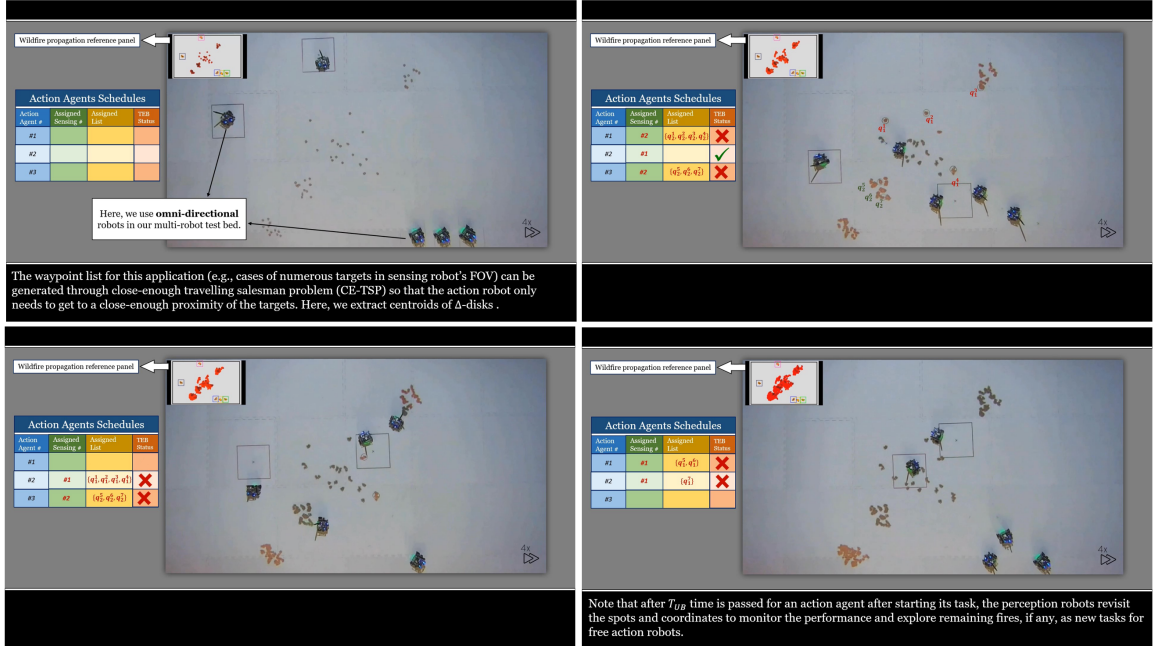 Wildfire propagation reference panel
Action Agents Schedules
Action Agent # Assigned Sensing # Assigned List TEB Status
#1
#2
#3
Here, we use omni-directional
robots in our multi-robot test bed.
4x
The waypoint list for this application (e.g., cases of numerous targets in sensing robot's FOV) can be
generated through close-enough travelling salesman problem (CE-TSP) so that the action robot only
needs to get to a close-enough proximity of the targets. Here, we extract centroids of Δ-disks .
Wildfire propagation reference panel
Action Agents Schedules
Action Agent # Assigned Sensing # Assigned List TEB Status
#1 #2
#2 #1
#3 #2
4x
Wildfire propagation reference panel
Action Agents Schedules
Action Agent # Assigned Sensing # Assigned List TEB Status
#1
#2 #1
#3 #2
4x
Wildfire propagation reference panel
Action Agents Schedules
Action Agent # Assigned Sensing # Assigned List TEB Status
#1 #1
#2 #1
#3
4x
Note that after T_UB time is passed for an action agent after starting its task, the perception robots revisit
the spots and coordinates to monitor the performance and explore remaining fires, if any, as new tasks for
free action robots.